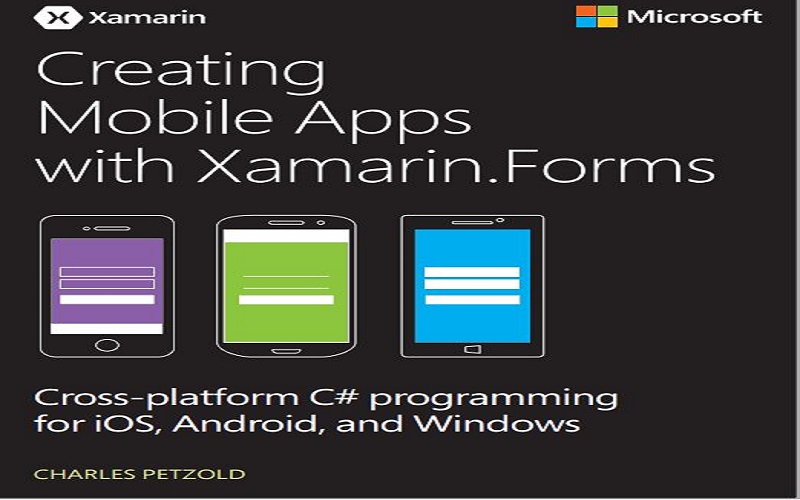 Xamarin
Microsoft
Creating
Mobile Apps
with Xamarin.Forms
Cross-platform C# programming
for iOS, Android, and Windows
CHARLES PETZOLD